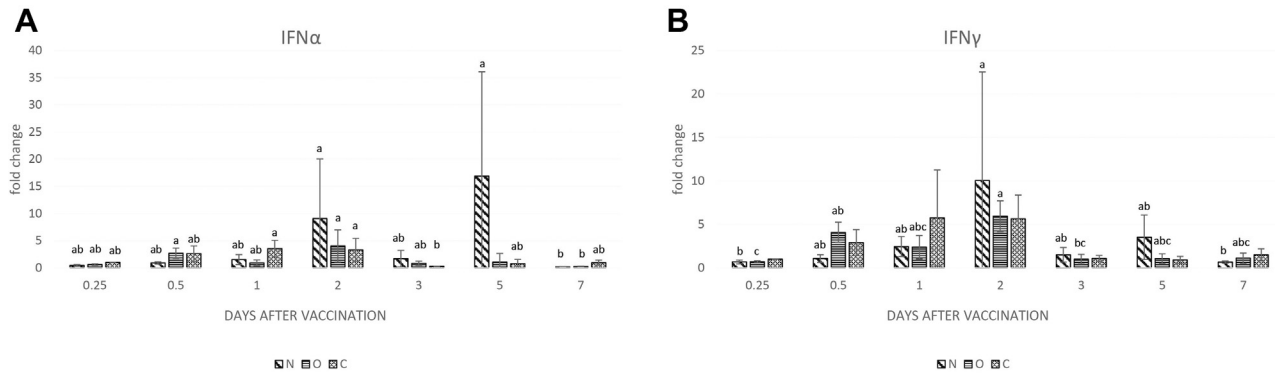 A
IFNα
40
35
30
25
20
15
10
5
0
fold change
ab ab ab
ab a ab
ab ab a
a a a
ab ab b
a ab
b b ab
0.25 0.5 1 2 3 5 7
DAYS AFTER VACCINATION
N O C
B
IFNγ
25
20
15
10
5
0
fold change
b c
ab ab
ab abc
a a
ab bc
ab abc
b abc
0.25 0.5 1 2 3 5 7
DAYS AFTER VACCINATION
N O C